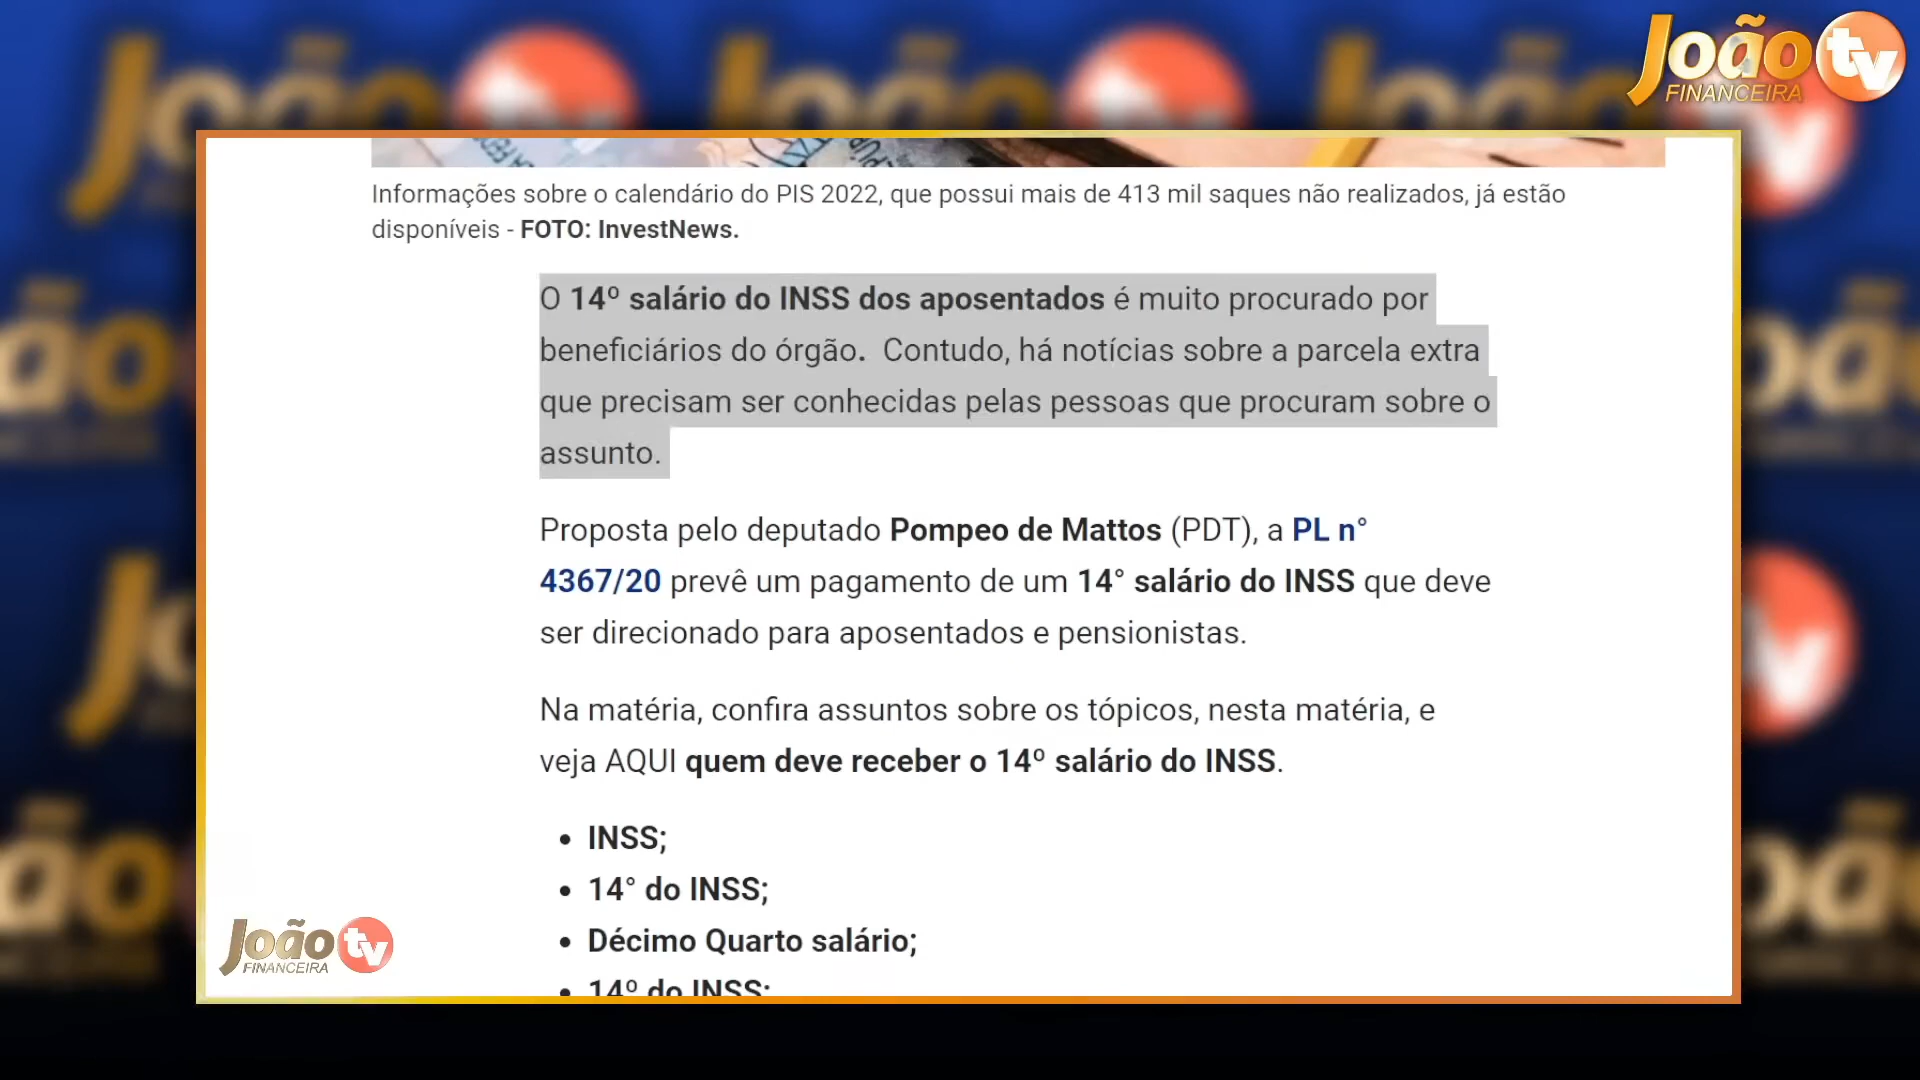 João tv
FINANCEIRA
Informações sobre o calendário do PIS 2022, que possui mais de 413 mil saques não realizados, já estão
disponíveis - FOTO: InvestNews.
O 14º salário do INSS dos aposentados é muito procurado por
beneficiários do órgão. Contudo, há notícias sobre a parcela extra
que precisam ser conhecidas pelas pessoas que procuram sobre o
assunto.
Proposta pelo deputado Pompeo de Mattos (PDT), a PL n°
4367/20 prevê um pagamento de um 14° salário do INSS que deve
ser direcionado para aposentados e pensionistas.
Na matéria, confira assuntos sobre os tópicos, nesta matéria, e
veja AQUI quem deve receber o 14º salário do INSS.
• INSS;
• 14° do INSS;
• Décimo Quarto salário;
• 14º do INSS;
João tv
FINANCEIRA